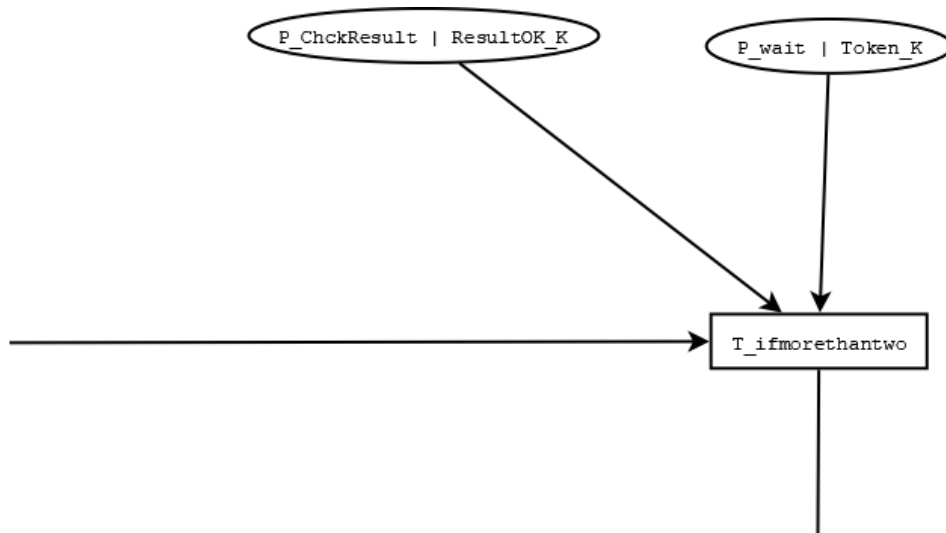 P_ChckResult | ResultOK_K
P_wait | Token_K
T_ifmorethantwo